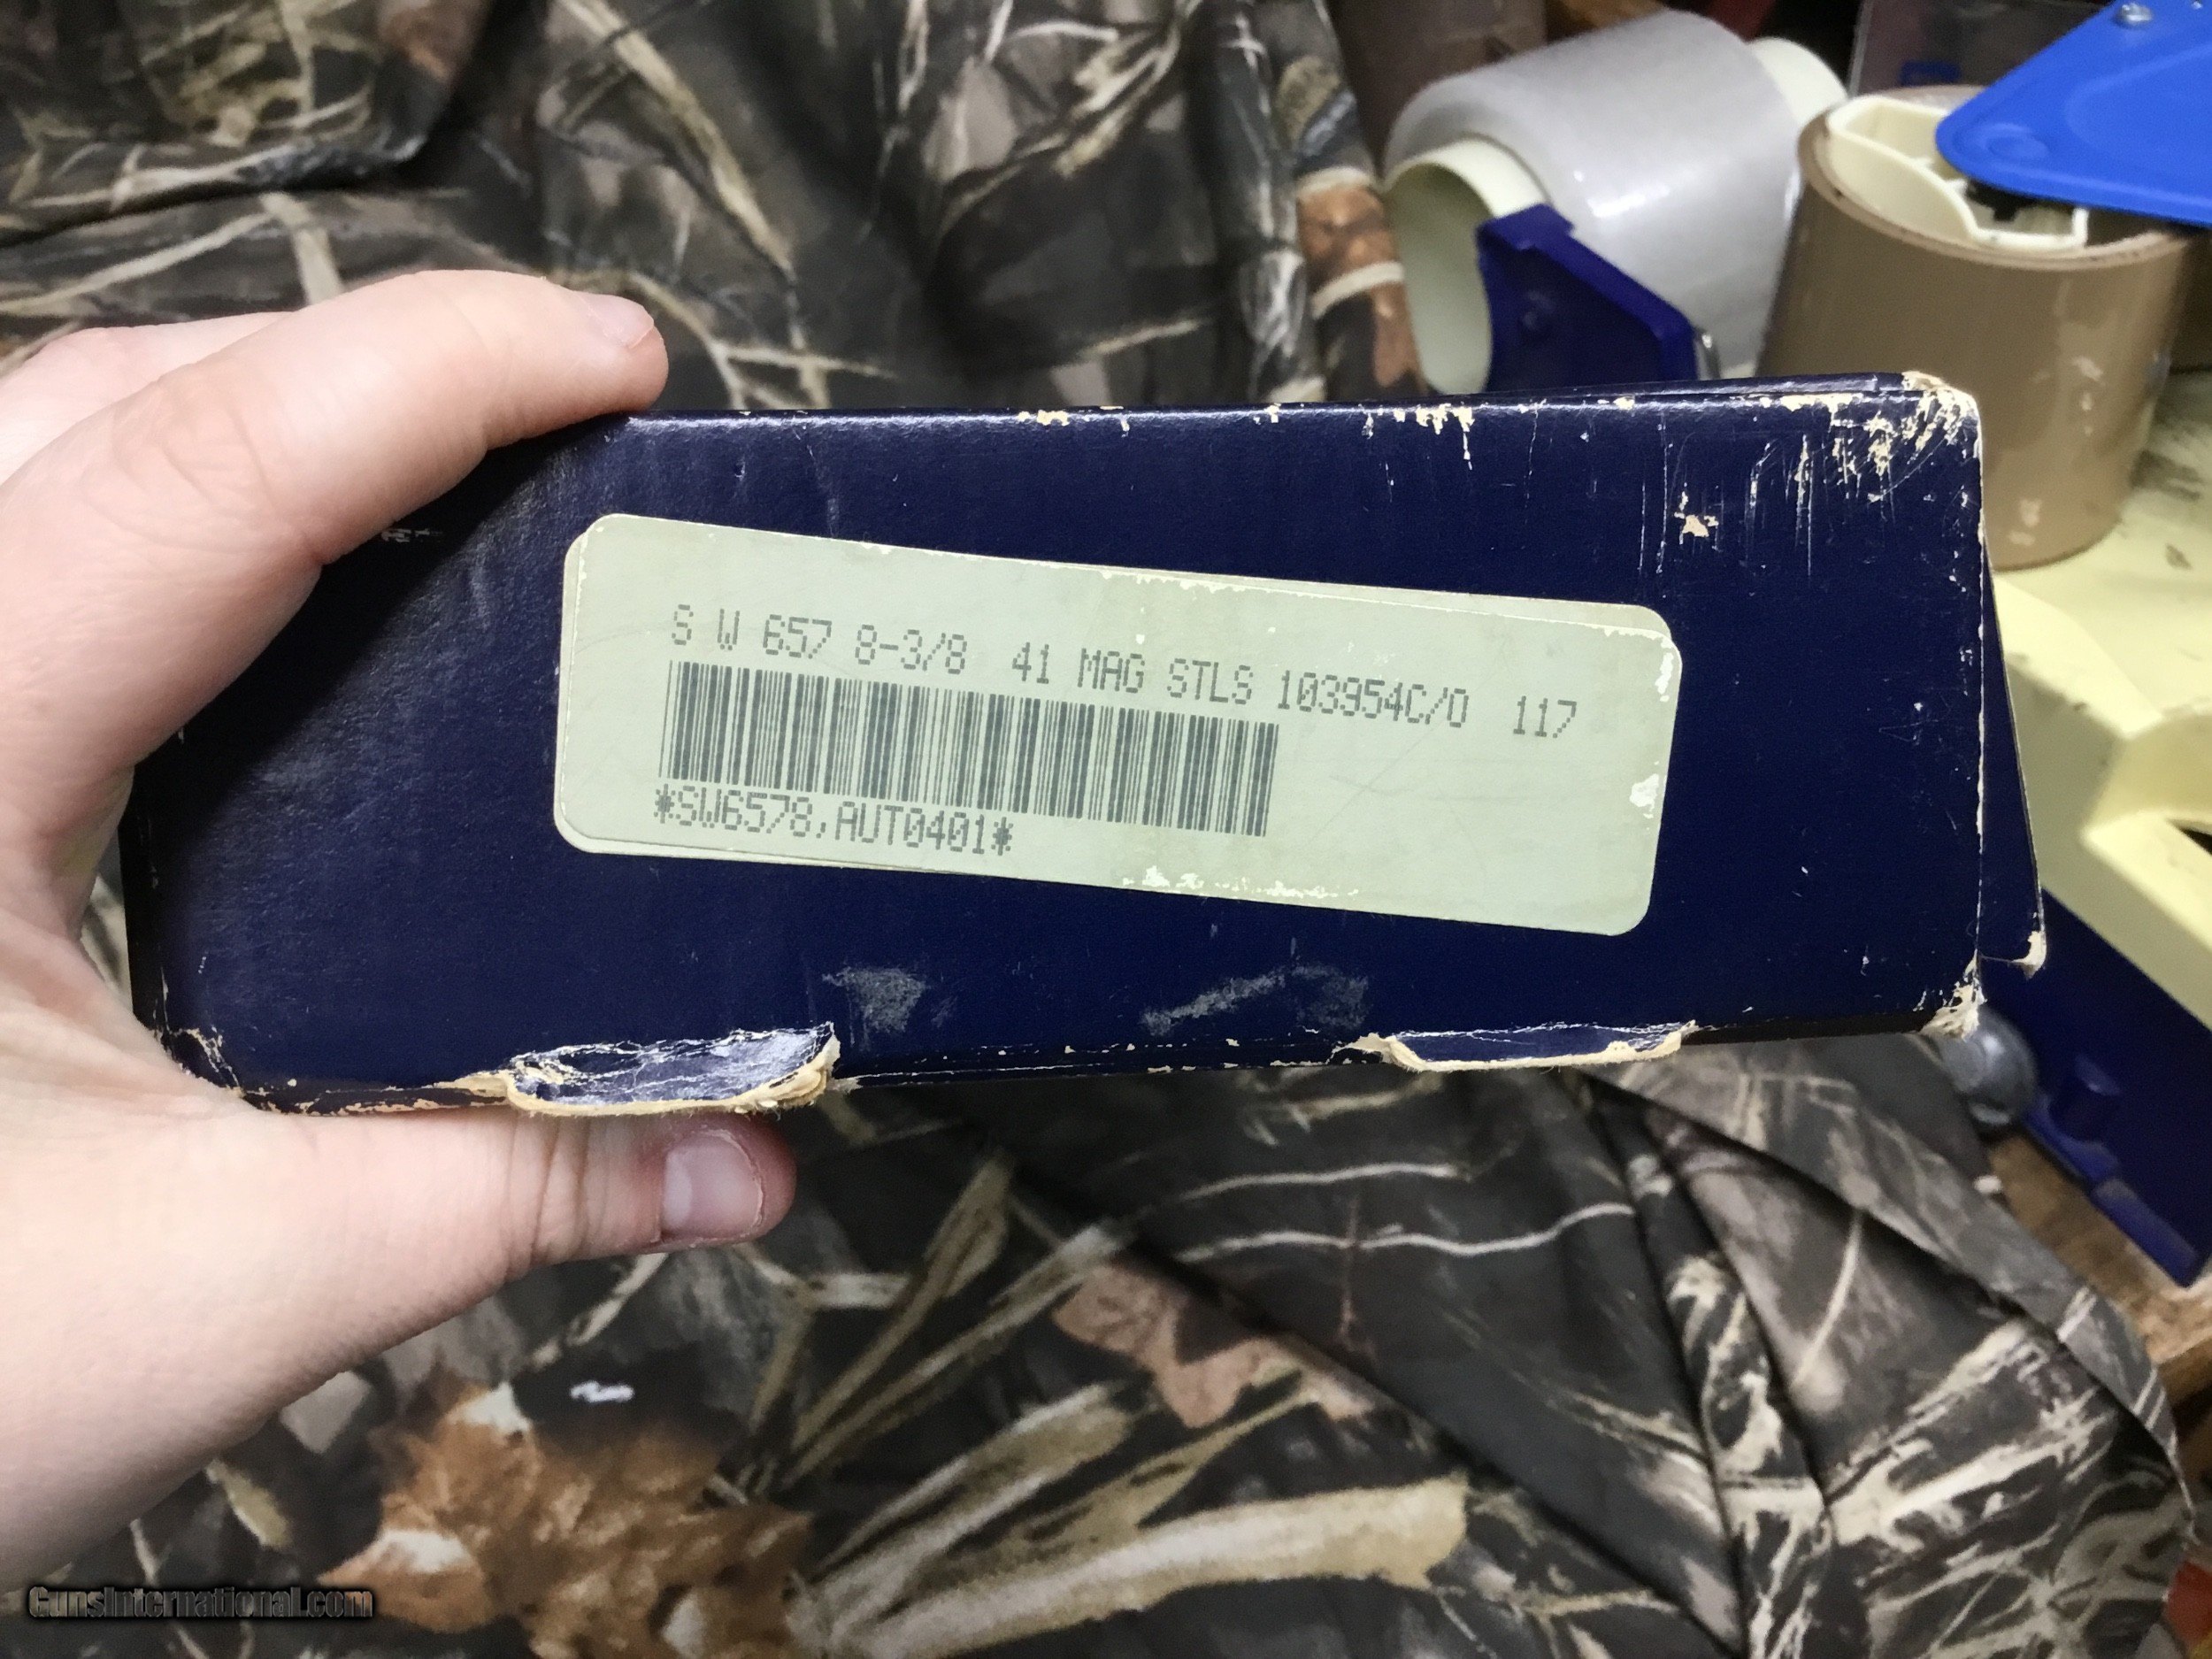 S W 657 8-3/8 41 MAG STLS 103954C/O 117
*SW6578,AUT0401*
GunsInternational.com